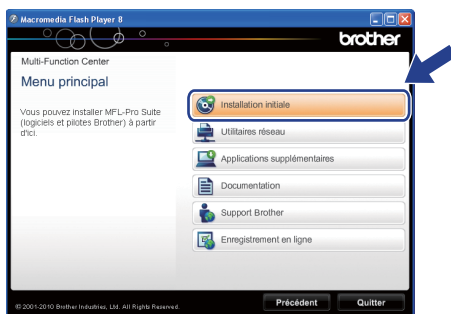 Macromedia Flash Player 8
brother
Multi-Function Center
Menu principal
Vous pouvez installer MFL-Pro Suite
(logiciels et pilotes Brother) à partir
d'ici.
Installation initiale
Utilitaires réseau
Applications supplémentaires
Documentation
Support Brother
Enregistrement en ligne
© 2001-2010 Brother Industries, Ltd. All Rights Reserved.
Précédent
Quitter